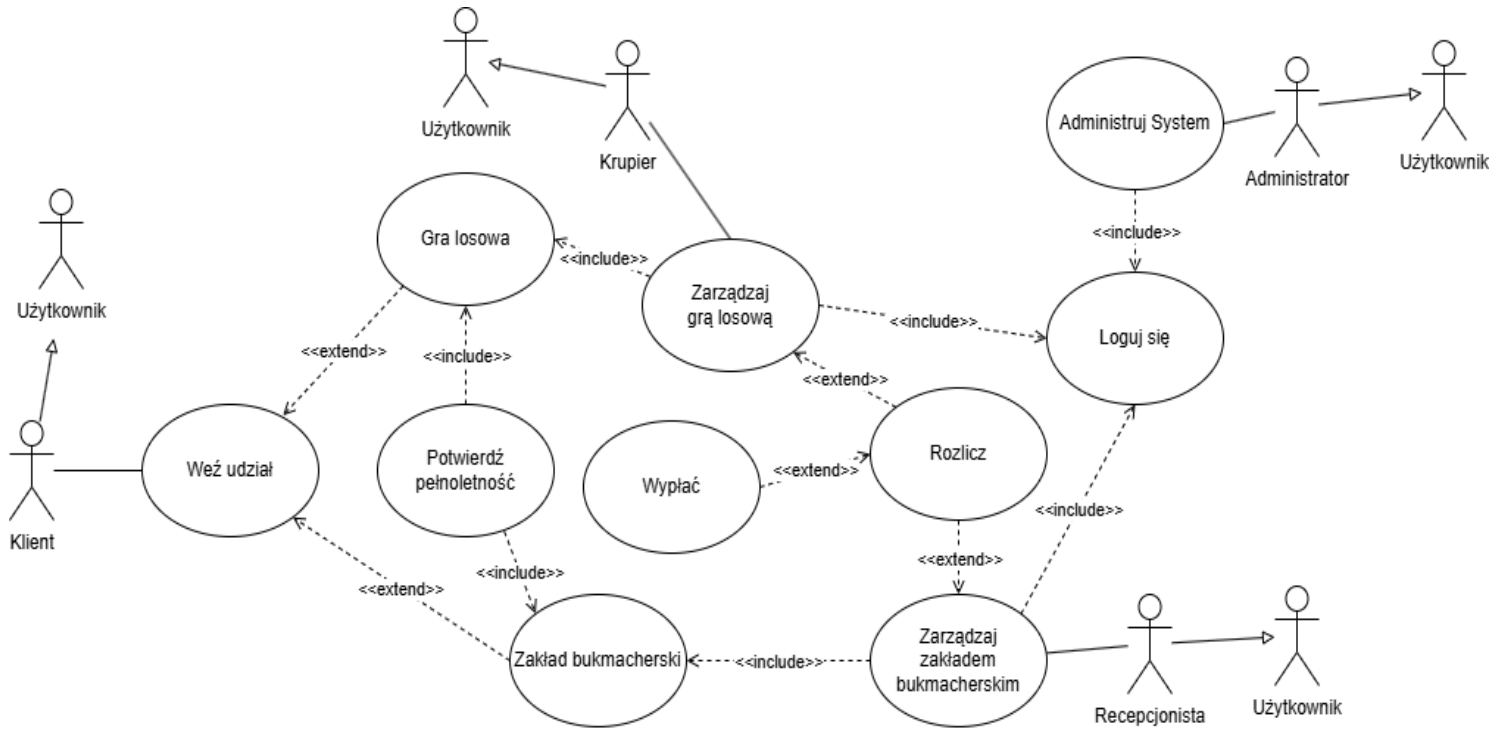 Użytkownik
Krupier
Administruj System
Administrator
Użytkownik
Gra losowa
<<include>>
<<include>>
Użytkownik
Zarządzaj
grą losową
<<include>>
Loguj się
<<extend>>
<<include>>
<<extend>>
Klient
Weź udział
Potwierdź
pełnoletność
Wypłać
<<extend>>
Rozlicz
<<include>>
<<extend>>
<<include>>
<<extend>>
Zakład bukmacherski
<<include>>
Zarządzaj
zakładem
bukmacherskim
Recepcjonista
Użytkownik